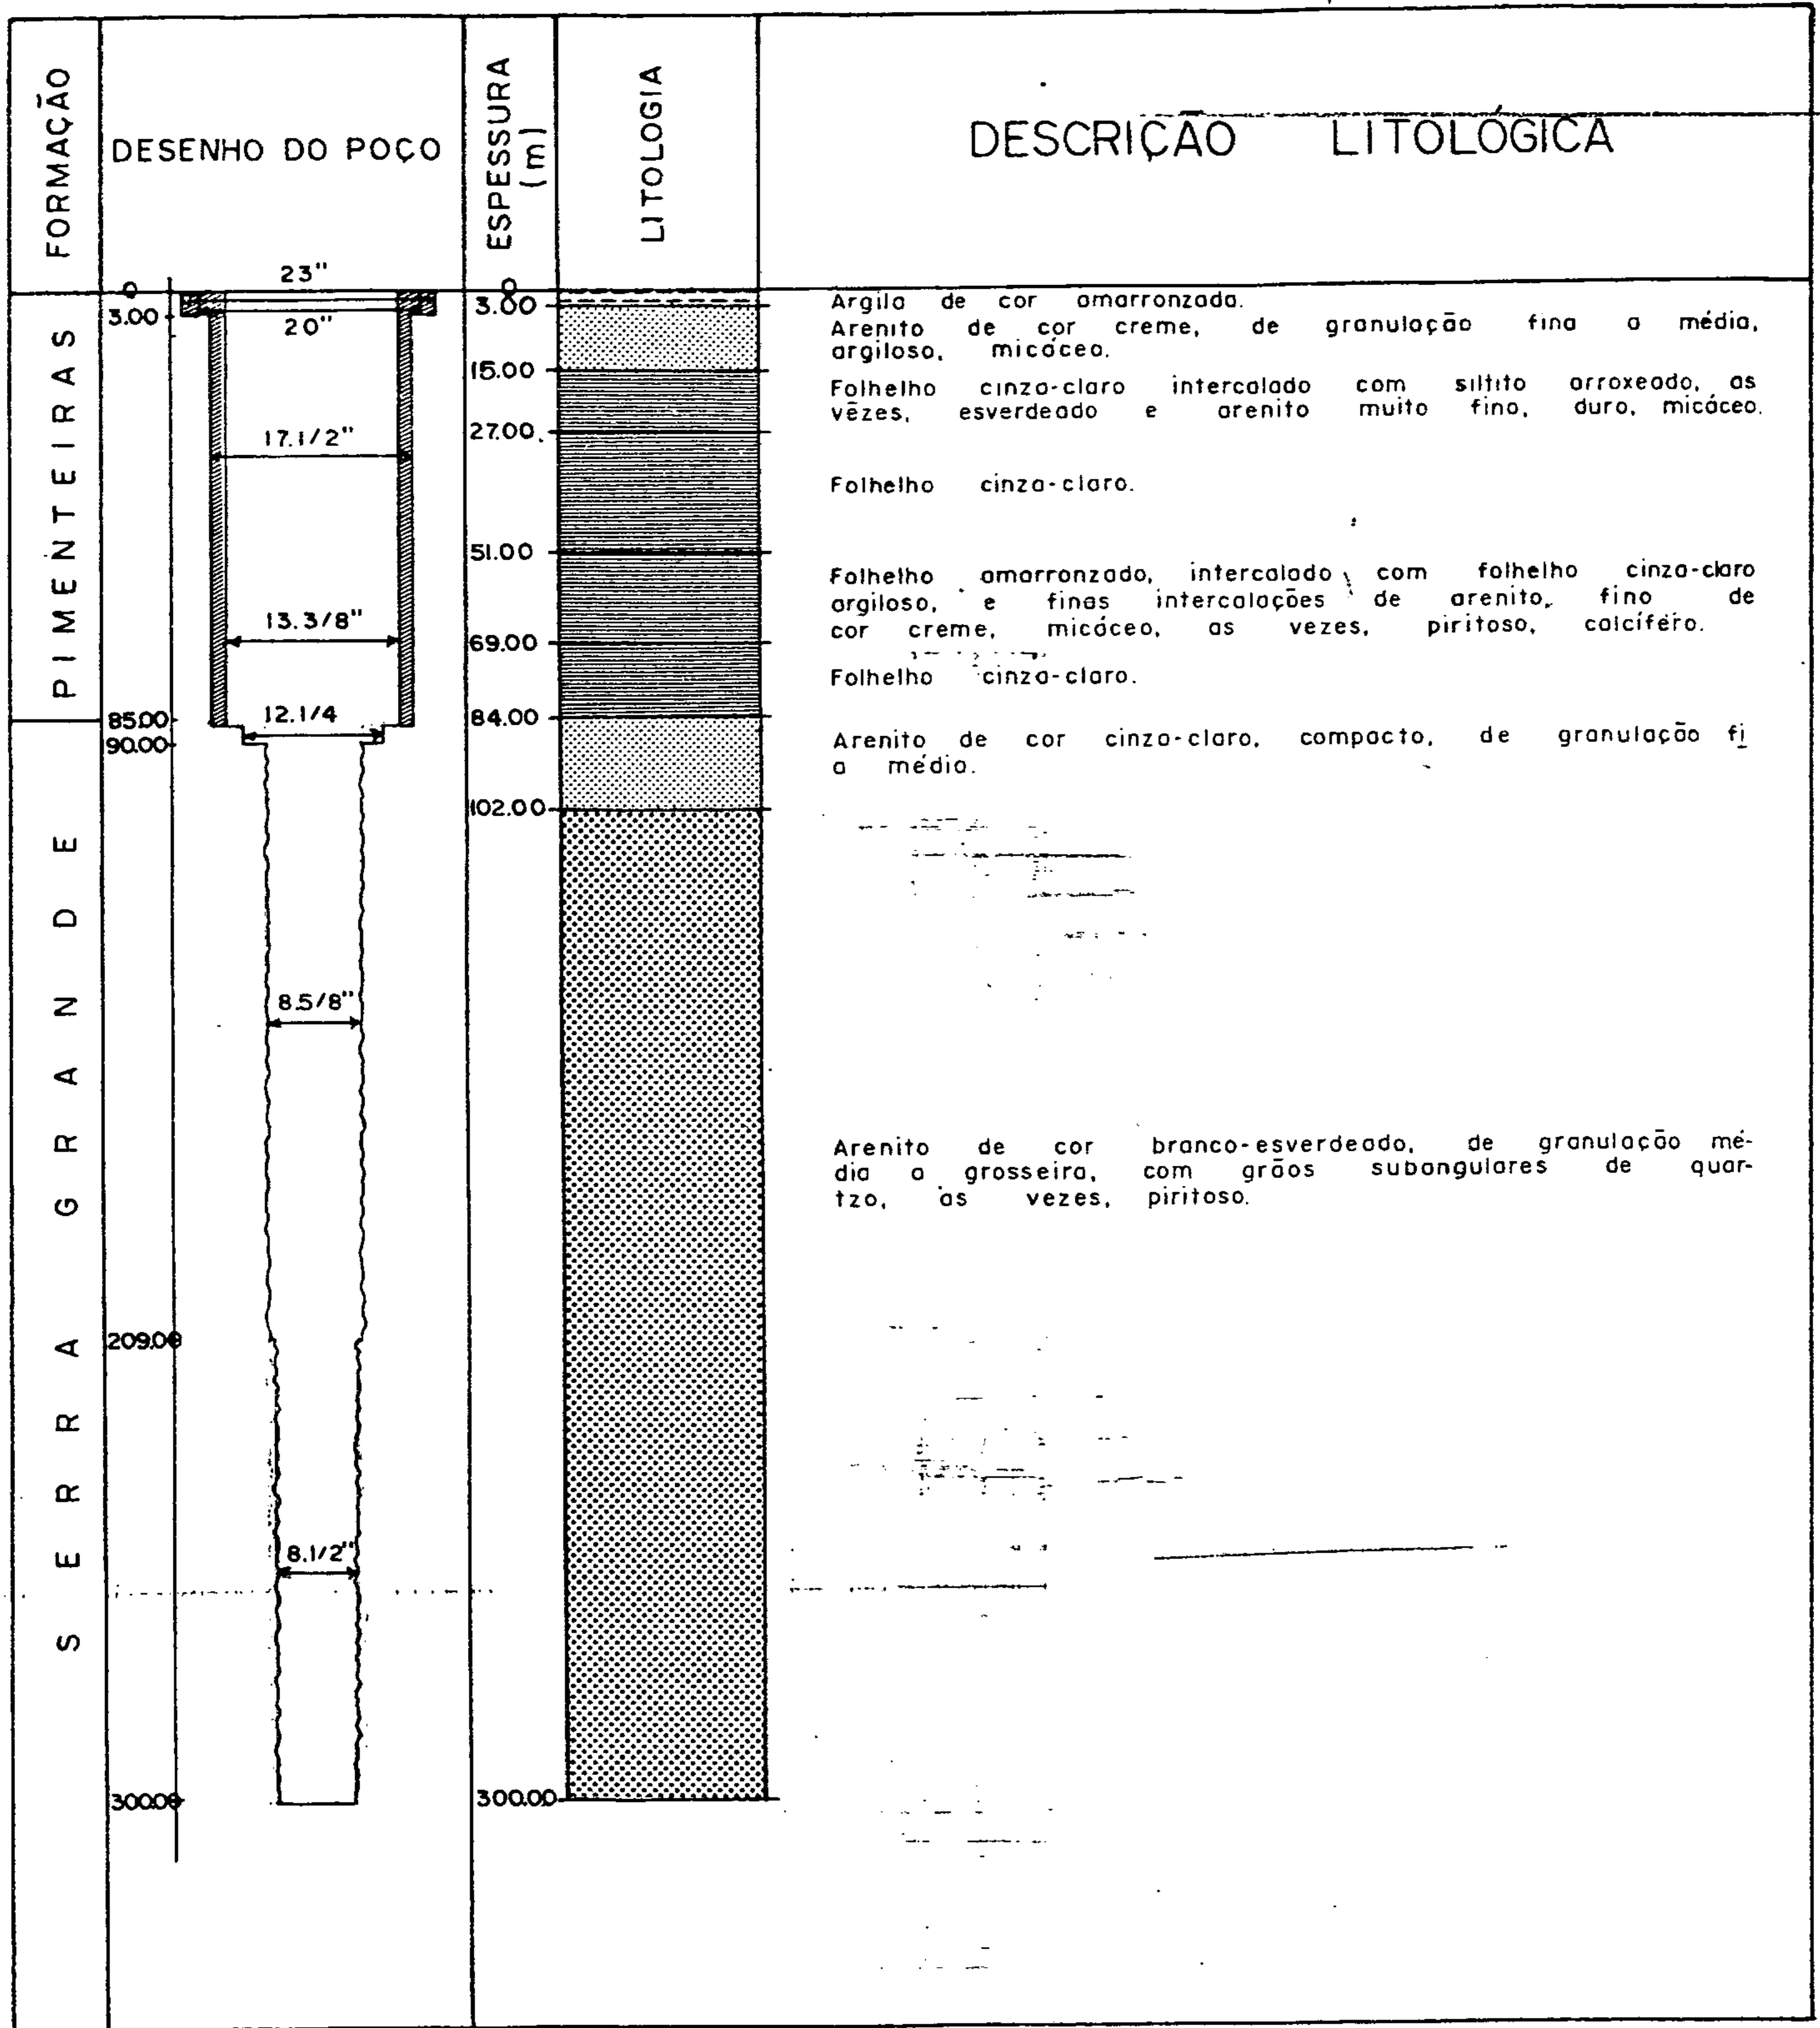 FORMAÇÃO
DESENHO DO POÇO
ESPESSURA
(m)
LITOLOGIA
DESCRIÇÃO LITOLÓGICA
PIMENTEIRAS
SERRA GRANDE
0
3.00
85.00
90.00
209.00
300.00
23"
20"
17.1/2"
13.3/8"
12.1/4
8.5/8"
8.1/2"
0
3.00
15.00
27.00
51.00
69.00
84.00
102.00
300.00
Argila de cor amarronzada.
Arenito de cor creme, de granulação fina a média,
argiloso, micáceo.
Folhelho cinza-claro intercalado com siltito arroxeado, as
vêzes, esverdeado e arenito muito fino, duro, micáceo.
Folhelho cinza-claro.
Folhelho amarronzado, intercalado com folhelho cinza-claro
argiloso, e finas intercalações de arenito, fino de
cor creme, micáceo, as vezes, piritoso, calcífero.
Folhelho cinza-claro.
Arenito de cor cinza-claro, compacto, de granulação fi
a média.
Arenito de cor branco-esverdeado, de granulação mé-
dia a grosseira, com grãos subangulares de quar-
tzo, as vezes, piritoso.